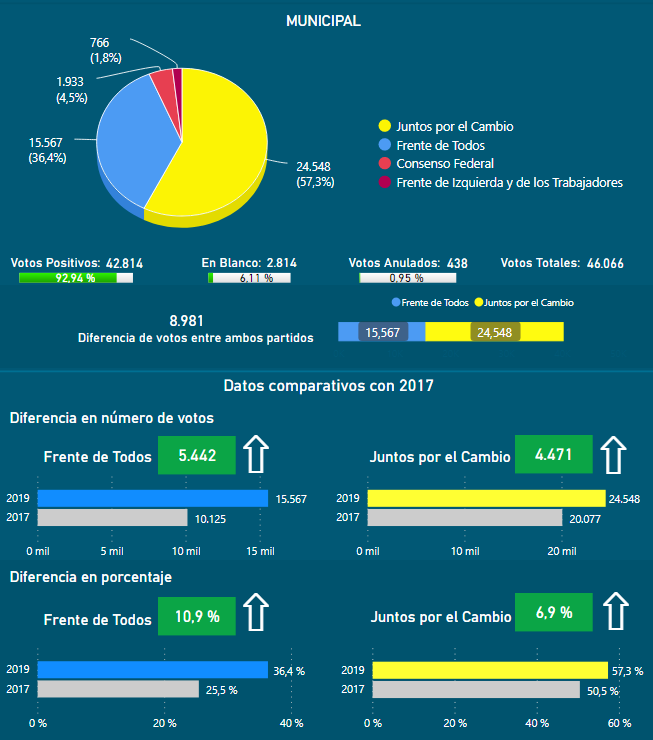 MUNICIPAL
766
(1,8%)
1.933
(4,5%)
15.567
(36,4%)
24.548
(57,3%)
Juntos por el Cambio
Frente de Todos
Consenso Federal
Frente de Izquierda y de los Trabajadores
Votos Positivos: 42.814
92,94 %
En Blanco: 2.814
6,11 %
Votos Anulados: 438
0,95 %
Votos Totales: 46.066
8.981
Diferencia de votos entre ambos partidos
Frente de Todos Juntos por el Cambio
15,567 24,548
Datos comparativos con 2017
Diferencia en número de votos
Frente de Todos 5.442
2019 15.567
2017 10.125
0 mil 5 mil 10 mil 15 mil
Juntos por el Cambio 4.471
2019 24.548
2017 20.077
0 mil 10 mil 20 mil
Diferencia en porcentaje
Frente de Todos 10,9 %
2019 36,4 %
2017 25,5 %
0 % 20 % 40 %
Juntos por el Cambio 6,9 %
2019 57,3 %
2017 50,5 %
0 % 20 % 40 % 60 %